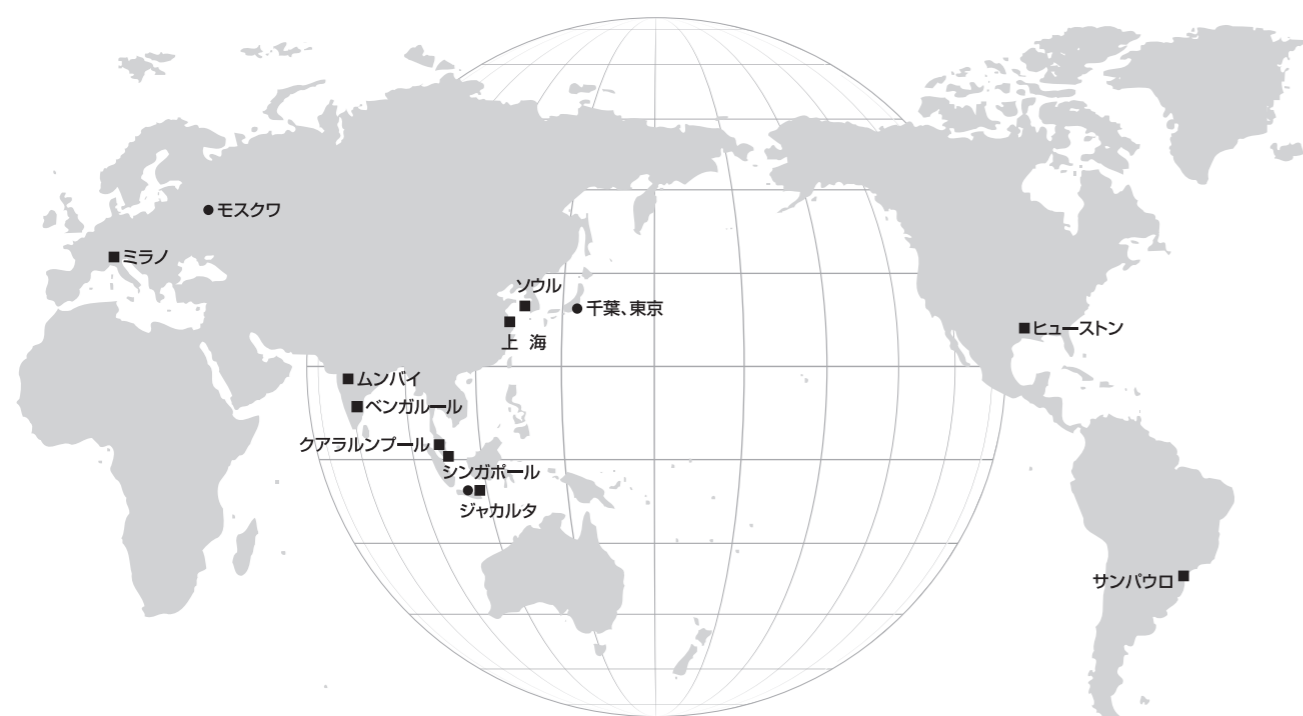 モスクワ
ミラノ
ソウル
千葉、東京
上 海
ヒューストン
ムンバイ
ベンガルール
クアラルンプール
シンガポール
ジャカルタ
サンパウロ